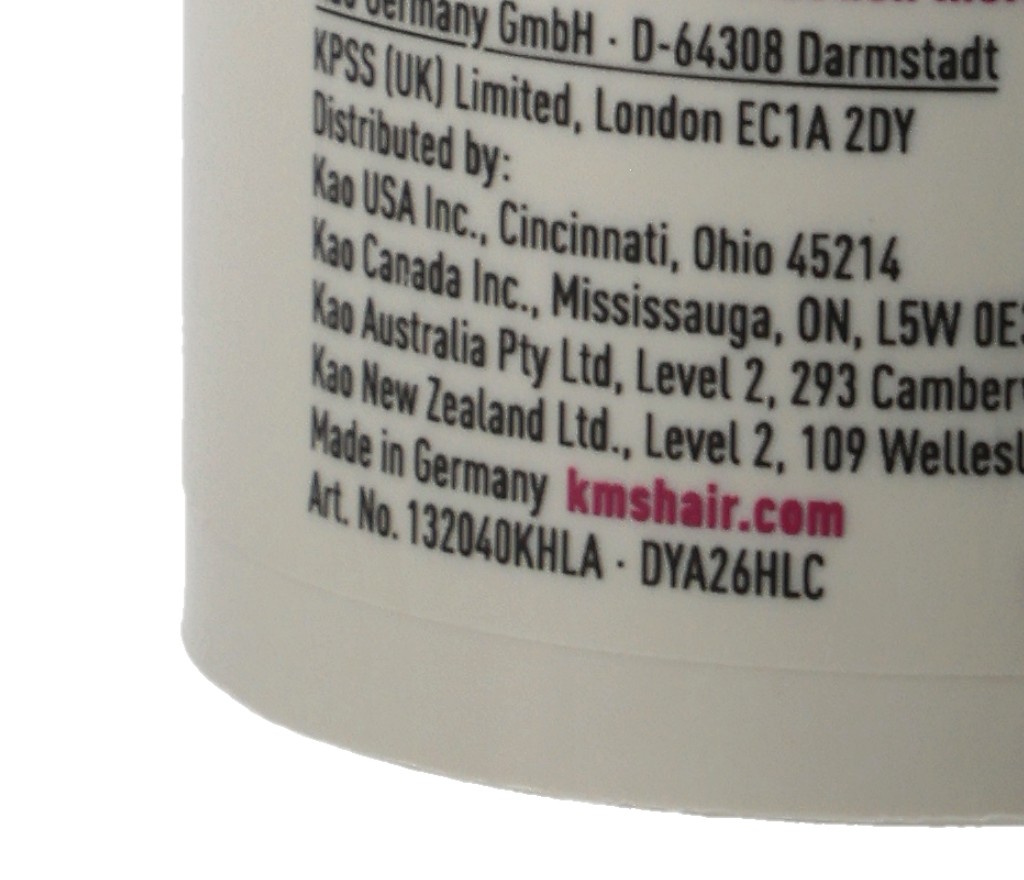 Germany GmbH · D-64308 Darmstadt
KPSS (UK) Limited, London EC1A 2DY
Distributed by:
Kao USA Inc., Cincinnati, Ohio 45214
Kao Canada Inc., Mississauga, ON, L5W
Kao Australia Pty Ltd, Level 2, 293
Kao New Zealand Ltd., Level 2, 109
Made in Germany kmshair.com
Art. No. 132040KHLA · DYA26HLC